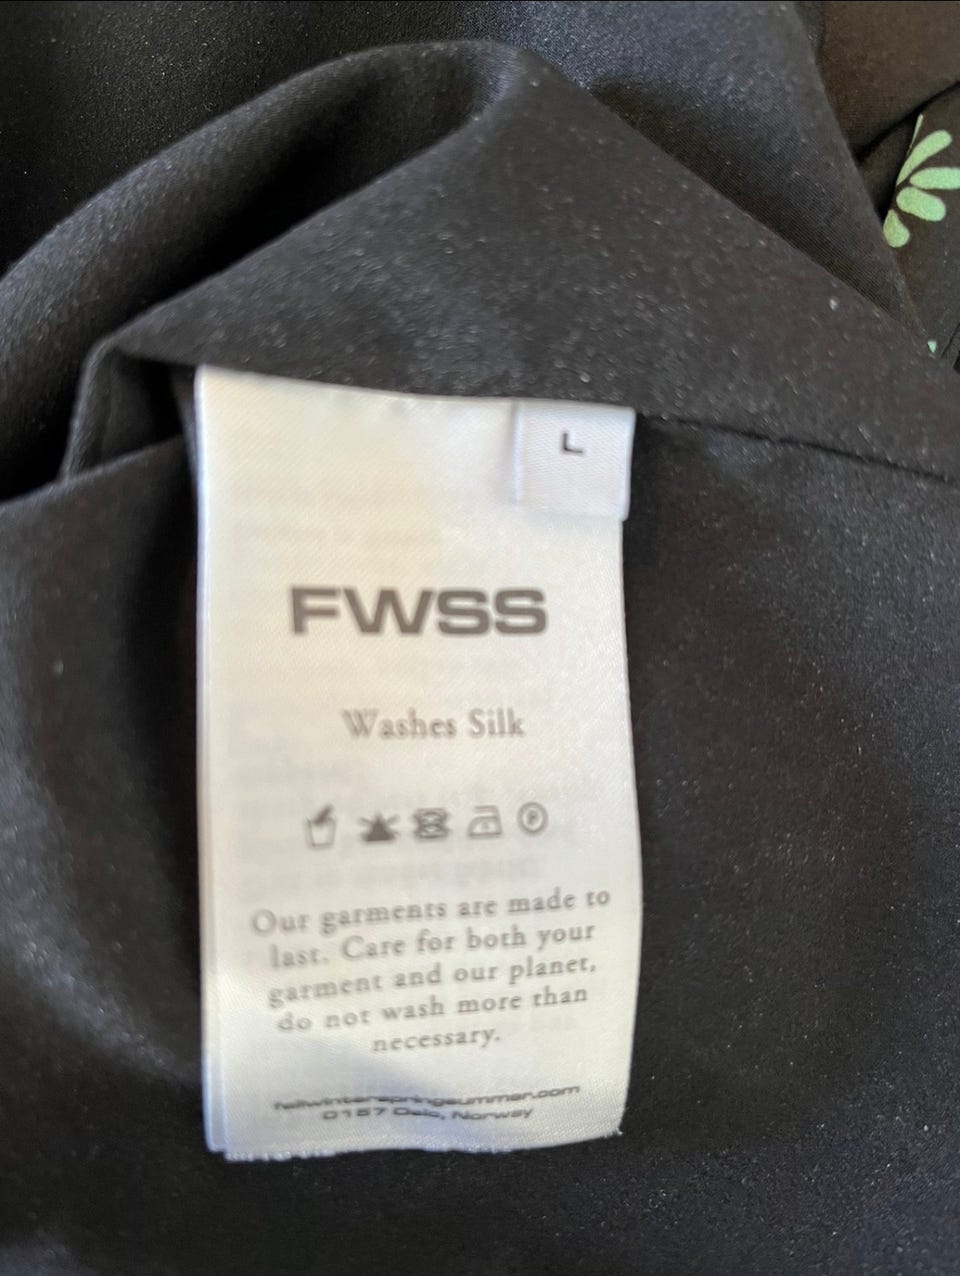 L
FWSS
Washes Silk
P
Our garments are made to
last. Care for both your
garment and our planet,
do not wash more than
necessary.
fallwinterspringsummer.com
0157 Oslo, Norway